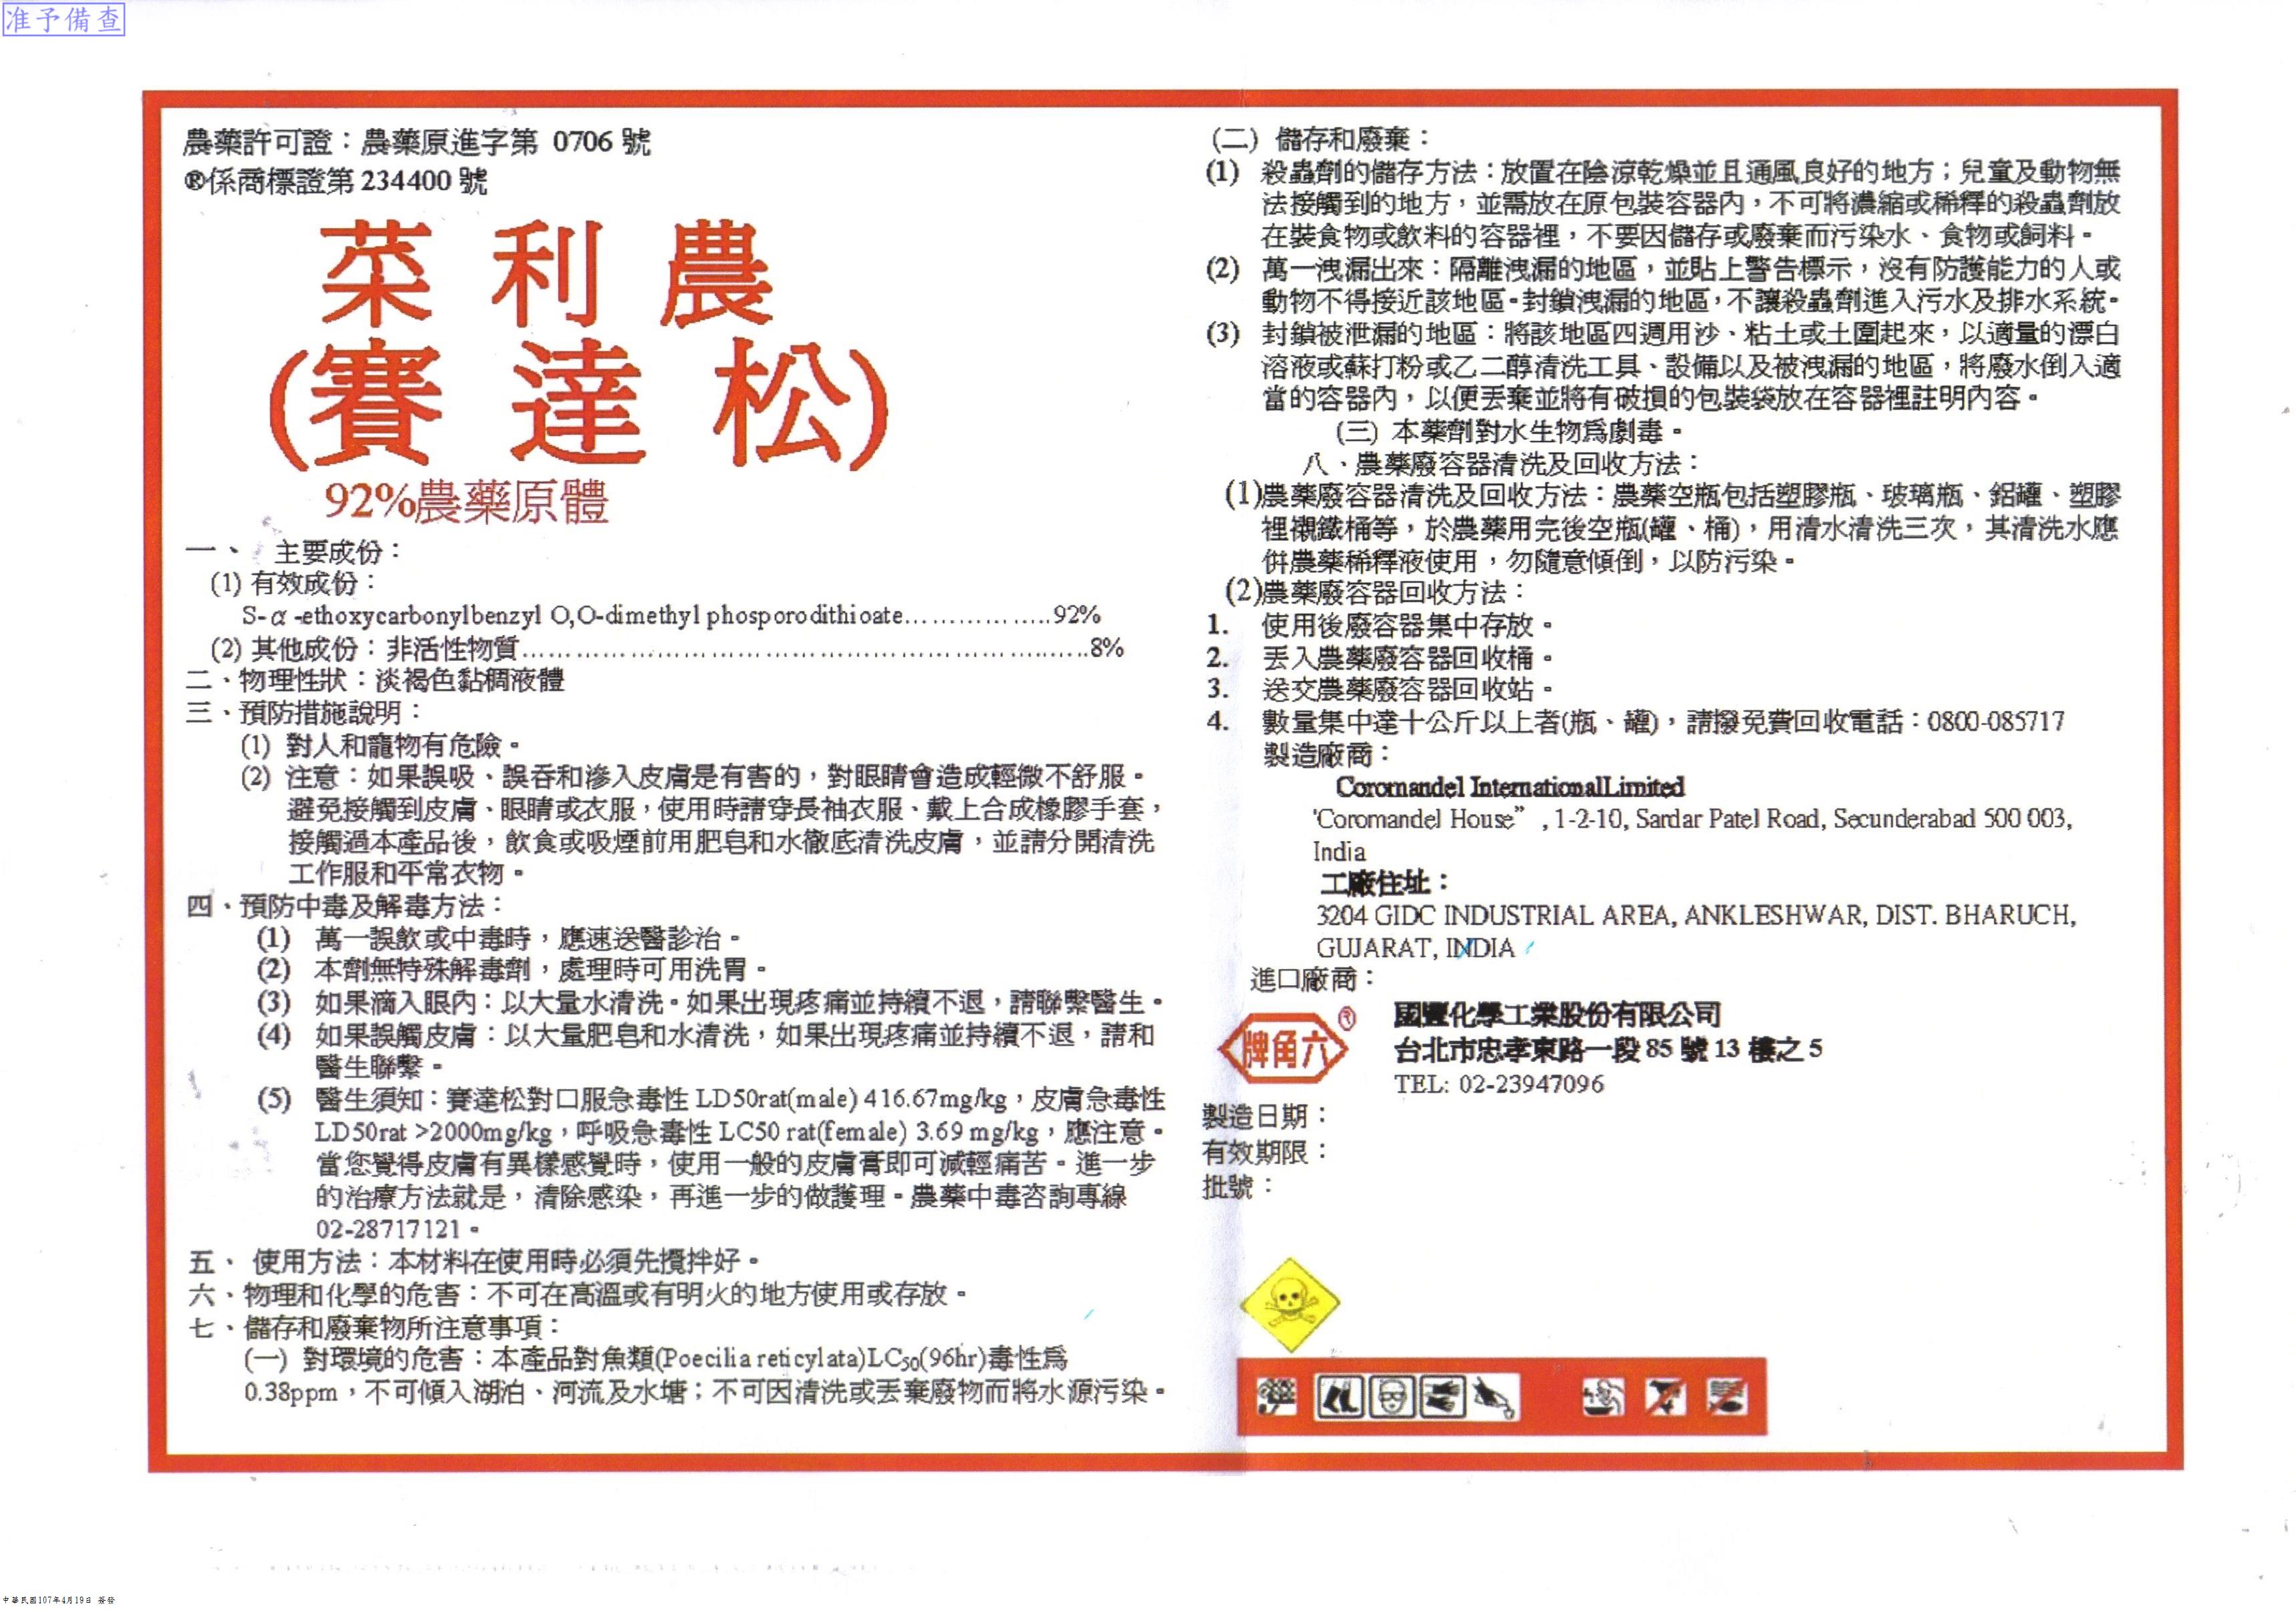 准予備查
農藥許可證：農藥原進字第 0706 號
®係商標證第 234400 號
菜利農
(賽達松)
92%農藥原體
一、 主要成份：
(1) 有效成份：
S-α-ethoxycarbonylbenzyl O,O-dimethyl phosporodithioate.................92%
(2) 其他成份：非活性物質...............................................................8%
二、物理性狀：淡褐色黏稠液體
三、預防措施說明：
(1) 對人和寵物有危險。
(2) 注意：如果誤吸、誤吞和滲入皮膚是有害的，對眼睛會造成輕微不舒服。
避免接觸到皮膚、眼睛或衣服，使用時請穿長袖衣服、戴上合成橡膠手套，
接觸過本產品後，飲食或吸煙前用肥皂和水徹底清洗皮膚，並請分開清洗
工作服和平常衣物。
四、預防中毒及解毒方法：
(1) 萬一誤飲或中毒時，應速送醫診治。
(2) 本劑無特殊解毒劑，處理時可用洗胃。
(3) 如果滴入眼內：以大量水清洗。如果出現疼痛並持續不退，請聯繫醫生。
(4) 如果誤觸皮膚：以大量肥皂和水清洗，如果出現疼痛並持續不退，請和
醫生聯繫。
(5) 醫生須知：賽達松對口服急毒性 LD50rat(male) 416.67mg/kg，皮膚急毒性
LD50rat >2000mg/kg，呼吸急毒性 LC50 rat(female) 3.69 mg/kg，應注意。
當您覺得皮膚有異樣感覺時，使用一般的皮膚膏即可減輕痛苦。進一步
的治療方法就是，清除感染，再進一步的做護理。農藥中毒咨詢專線
02-28717121。
五、 使用方法：本材料在使用時必須先攪拌好。
六、物理和化學的危害：不可在高溫或有明火的地方使用或存放。
七、儲存和廢棄物所注意事項：
(一) 對環境的危害：本產品對魚類(Poecilia reticylata)LC50(96hr)毒性為
0.38ppm，不可傾入湖泊、河流及水塘；不可因清洗或丟棄廢物而將水源污染。
(二) 儲存和廢棄：
(1) 殺蟲劑的儲存方法：放置在陰涼乾燥並且通風良好的地方；兒童及動物無
法接觸到的地方，並需放在原包裝容器內，不可將濃縮或稀釋的殺蟲劑放
在裝食物或飲料的容器裡，不要因儲存或廢棄而污染水、食物或飼料。
(2) 萬一洩漏出來：隔離洩漏的地區，並貼上警告標示，沒有防護能力的人或
動物不得接近該地區。封鎖洩漏的地區，不讓殺蟲劑進入污水及排水系統。
(3) 封鎖被泄漏的地區：將該地區四週用沙、粘土或土圍起來，以適量的漂白
溶液或蘇打粉或乙二醇清洗工具、設備以及被洩漏的地區，將廢水倒入適
當的容器內，以便丟棄並將有破損的包裝袋放在容器裡註明內容。
(三) 本藥劑對水生物為劇毒。
八、農藥廢容器清洗及回收方法：
(1)農藥廢容器清洗及回收方法：農藥空瓶包括塑膠瓶、玻璃瓶、鋁罐、塑膠
裡襯鐵桶等，於農藥用完後空瓶(罐、桶)，用清水清洗三次，其清洗水應
供農藥稀釋液使用，勿隨意傾倒，以防污染。
(2)農藥廢容器回收方法：
1. 使用後廢容器集中存放。
2. 丟入農藥廢容器回收桶。
3. 送交農藥廢容器回收站。
4. 數量集中達十公斤以上者(瓶、罐)，請撥免費回收電話：0800-085717
製造廠商：
Coromandel InternationalLimited
'Coromandel House”, 1-2-10, Sardar Patel Road, Secunderabad 500 003,
India
工廠住址：
3204 GIDC INDUSTRIAL AREA, ANKLESHWAR, DIST. BHARUCH,
GUJARAT, INDIA
進口廠商：
牌角六®
國豐化學工業股份有限公司
台北市忠孝東路一段 85 號 13 樓之 5
TEL: 02-23947096
製造日期：
有效期限：
批號：
中華民國107年4月19日 簽發